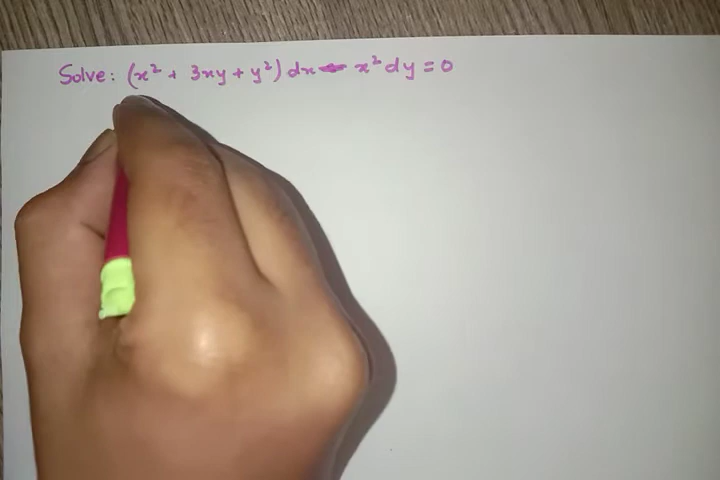 Solve: (x² + 3xy + y²) dx - x² dy = 0